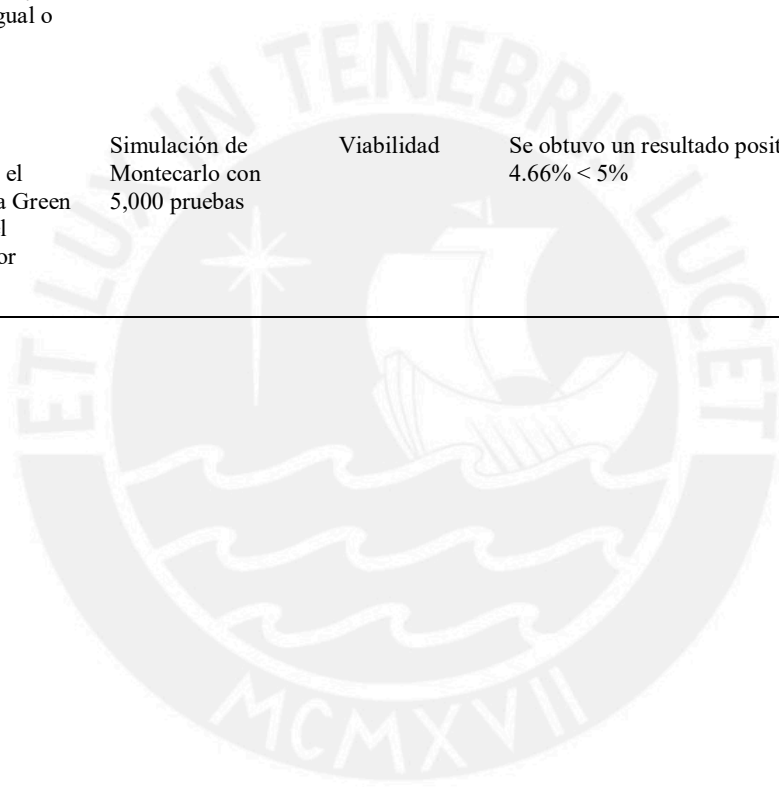 gual o
Simulación de Viabilidad Se obtuvo un resultado posit
el Montecarlo con 4.66% < 5%
a Green 5,000 pruebas
l
or
ET LUX IN TENEBRIS LUCET
MCMXVII